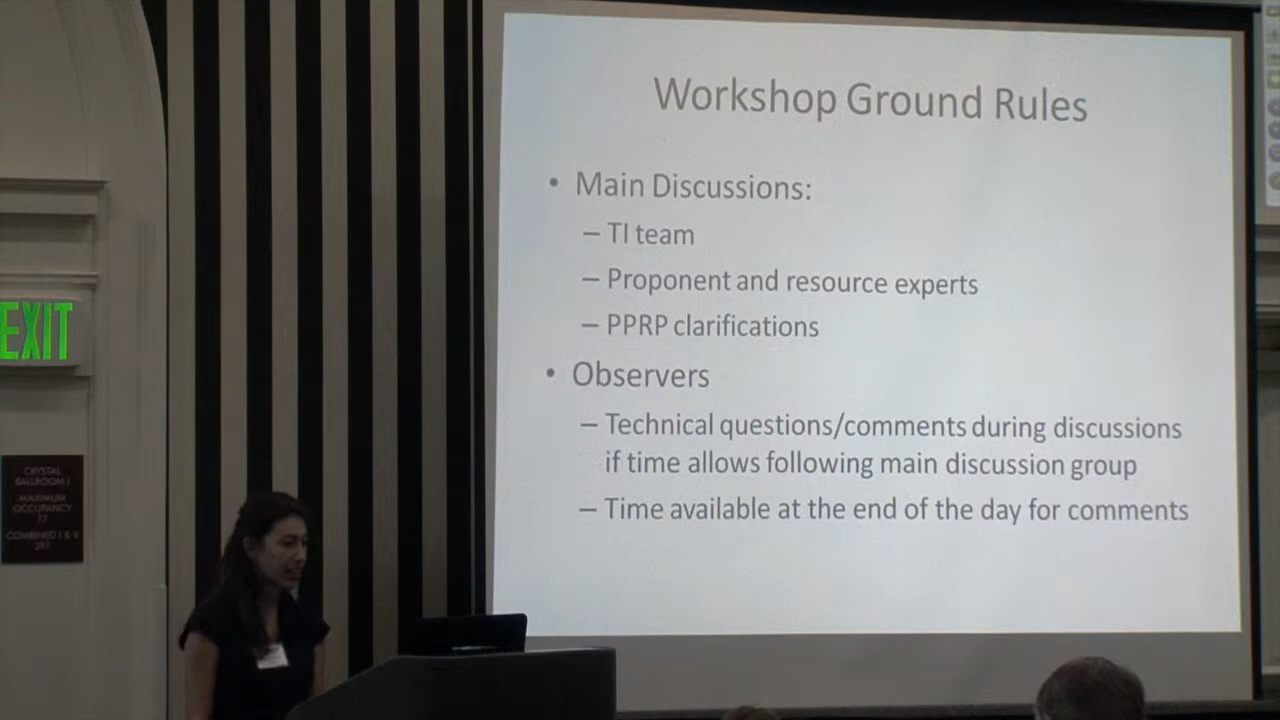 Workshop Ground Rules
• Main Discussions:
– TI team
– Proponent and resource experts
– PPRP clarifications
• Observers
– Technical questions/comments during discussions
if time allows following main discussion group
– Time available at the end of the day for comments
EXIT
CRYSTAL
BALLROOM I
MAXIMUM
OCCUPANCY
77
COMBINED I & II
397